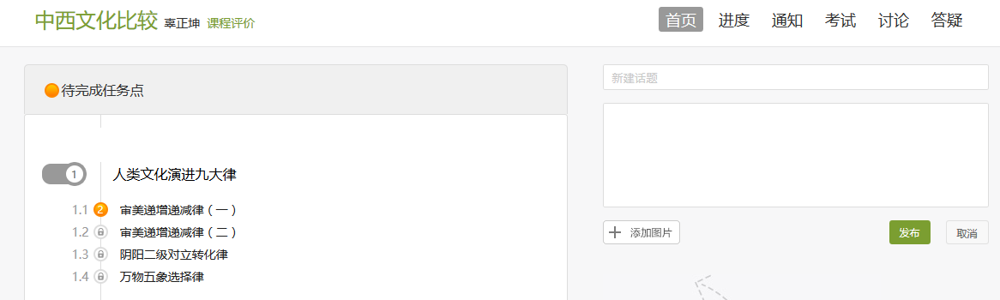 中西文化比较 辜正坤 课程评价
首页 进度 通知 考试 讨论 答疑
待完成任务点
1 人类文化演进九大律
1.1 2 审美递增递减律（一）
1.2 审美递增递减律（二）
1.3 阴阳二级对立转化律
1.4 万物五象选择律
新建话题
添加图片 发布 取消